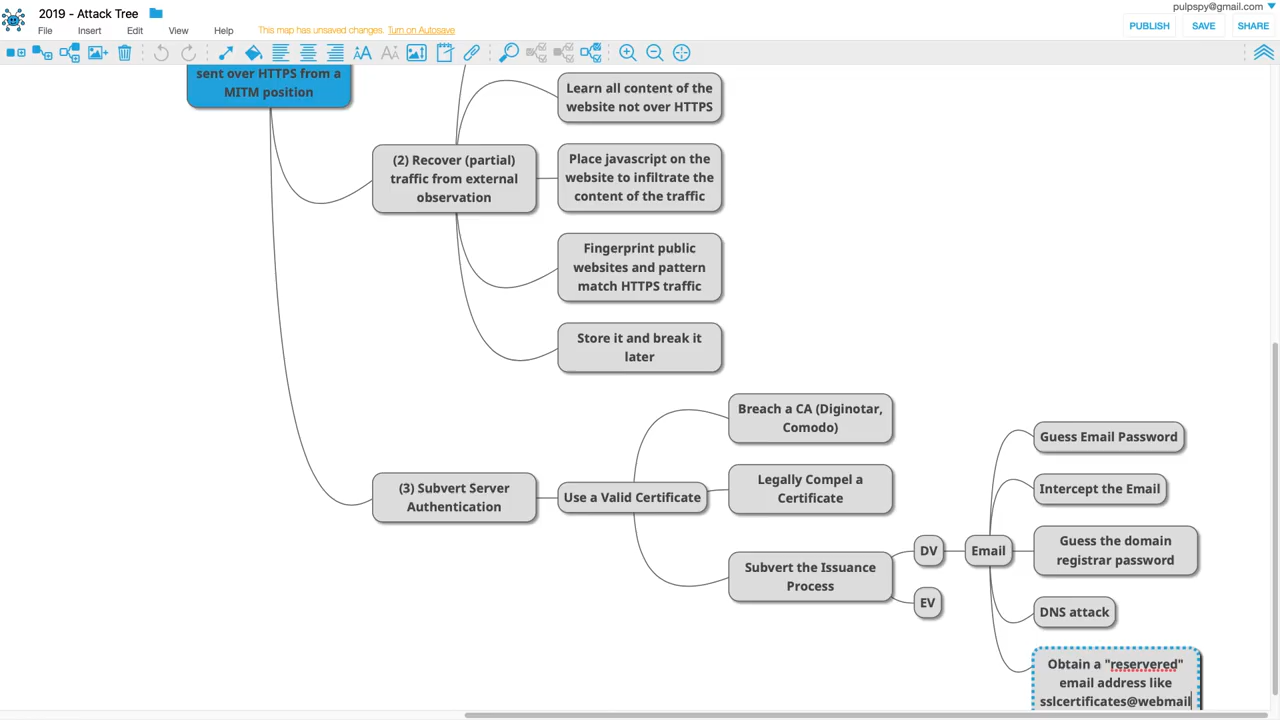 2019 - Attack Tree
pulpspy@gmail.com
File Insert Edit View Help
This map has unsaved changes. Turn on Autosave
PUBLISH SAVE SHARE
sent over HTTPS from a
MITM position
Learn all content of the
website not over HTTPS
(2) Recover (partial)
traffic from external
observation
Place javascript on the
website to infiltrate the
content of the traffic
Fingerprint public
websites and pattern
match HTTPS traffic
Store it and break it
later
(3) Subvert Server
Authentication
Use a Valid Certificate
Breach a CA (Diginotar,
Comodo)
Legally Compel a
Certificate
Subvert the Issuance
Process
DV
EV
Email
Guess Email Password
Intercept the Email
Guess the domain
registrar password
DNS attack
Obtain a "reservered"
email address like
sslcertificates@webmail